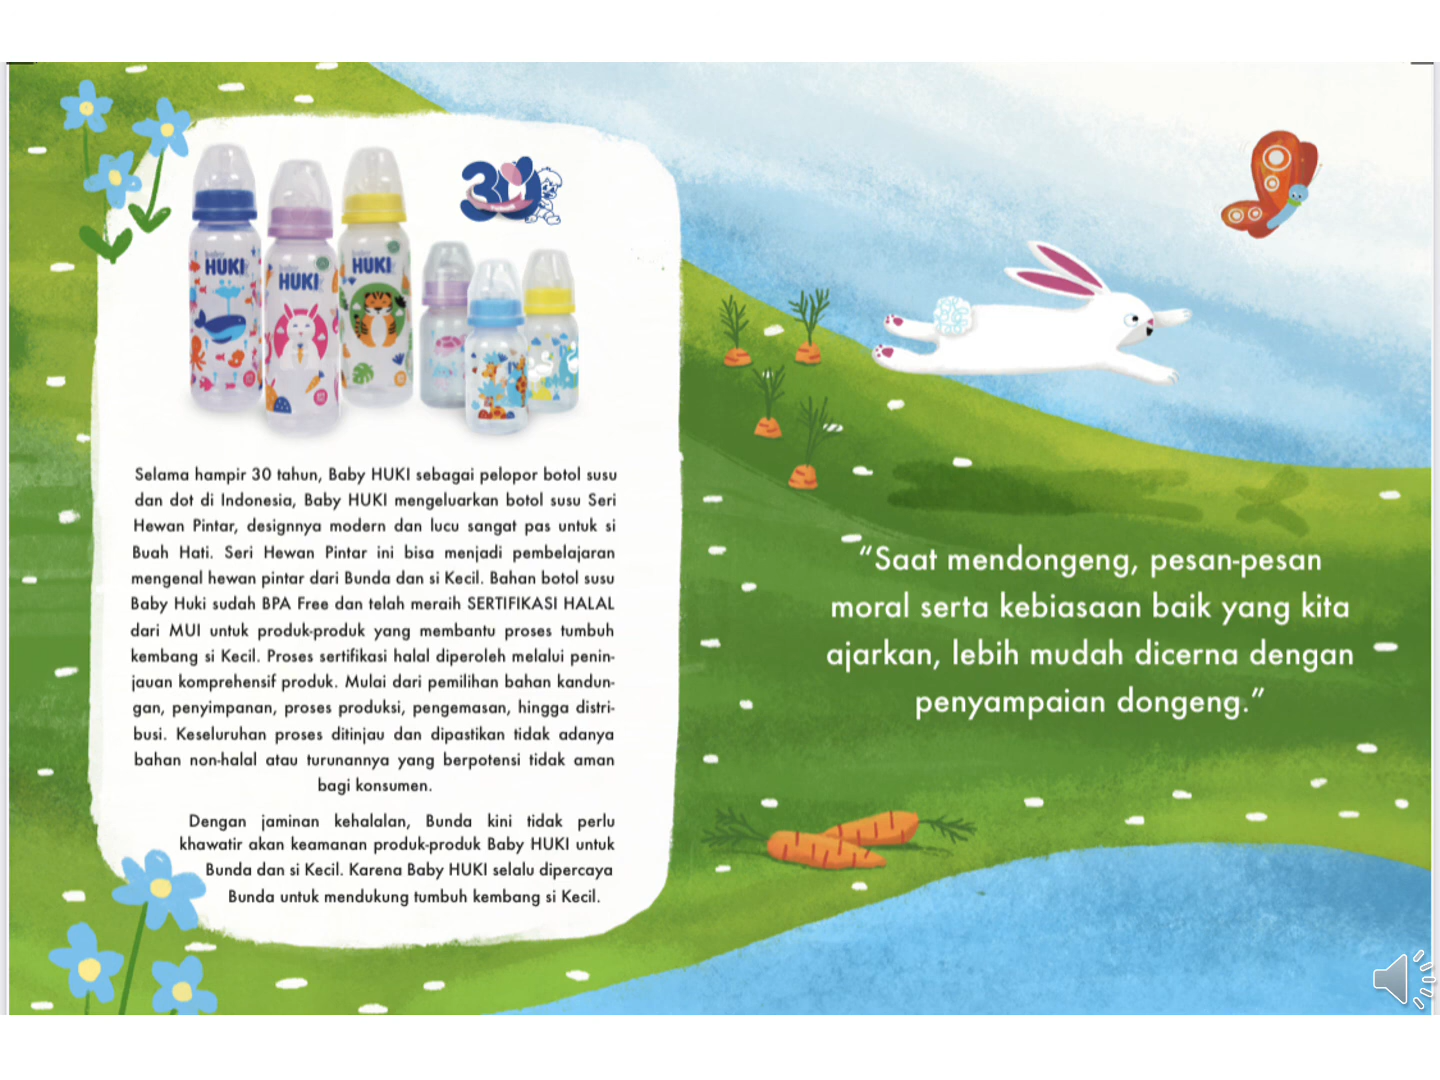 baby
HUKI
baby
HUKI
baby
HUKI
30
Selama hampir 30 tahun, Baby HUKI sebagai pelopor botol susu
dan dot di Indonesia, Baby HUKI mengeluarkan botol susu Seri
Hewan Pintar, designnya modern dan lucu sangat pas untuk si
Buah Hati. Seri Hewan Pintar ini bisa menjadi pembelajaran
mengenal hewan pintar dari Bunda dan si Kecil. Bahan botol susu
Baby Huki sudah BPA Free dan telah meraih SERTIFIKASI HALAL
dari MUI untuk produk-produk yang membantu proses tumbuh
kembang si Kecil. Proses sertifikasi halal diperoleh melalui penin-
jauan komprehensif produk. Mulai dari pemilihan bahan kandun-
gan, penyimpanan, proses produksi, pengemasan, hingga distri-
busi. Keseluruhan proses ditinjau dan dipastikan tidak adanya
bahan non-halal atau turunannya yang berpotensi tidak aman
bagi konsumen.
Dengan jaminan kehalalan, Bunda kini tidak perlu
khawatir akan keamanan produk-produk Baby HUKI untuk
Bunda dan si Kecil. Karena Baby HUKI selalu dipercaya
Bunda untuk mendukung tumbuh kembang si Kecil.
"Saat mendongeng, pesan-pesan
moral serta kebiasaan baik yang kita
ajarkan, lebih mudah dicerna dengan
penyampaian dongeng."